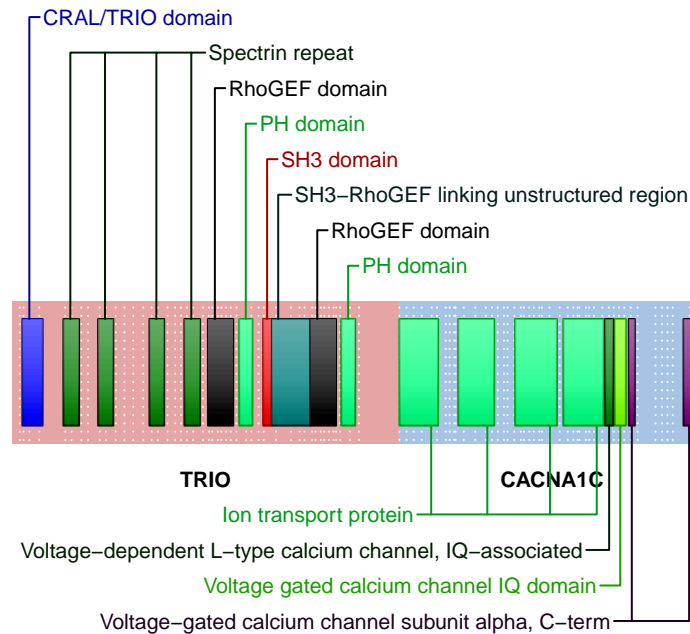 CRAL/TRIO domain
Spectrin repeat
RhoGEF domain
PH domain
SH3 domain
SH3−RhoGEF linking unstructured region
RhoGEF domain
PH domain
TRIO CACNA1C
Ion transport protein
Voltage−dependent L−type calcium channel, IQ−associated
Voltage gated calcium channel IQ domain
Voltage−gated calcium channel subunit alpha, C−term